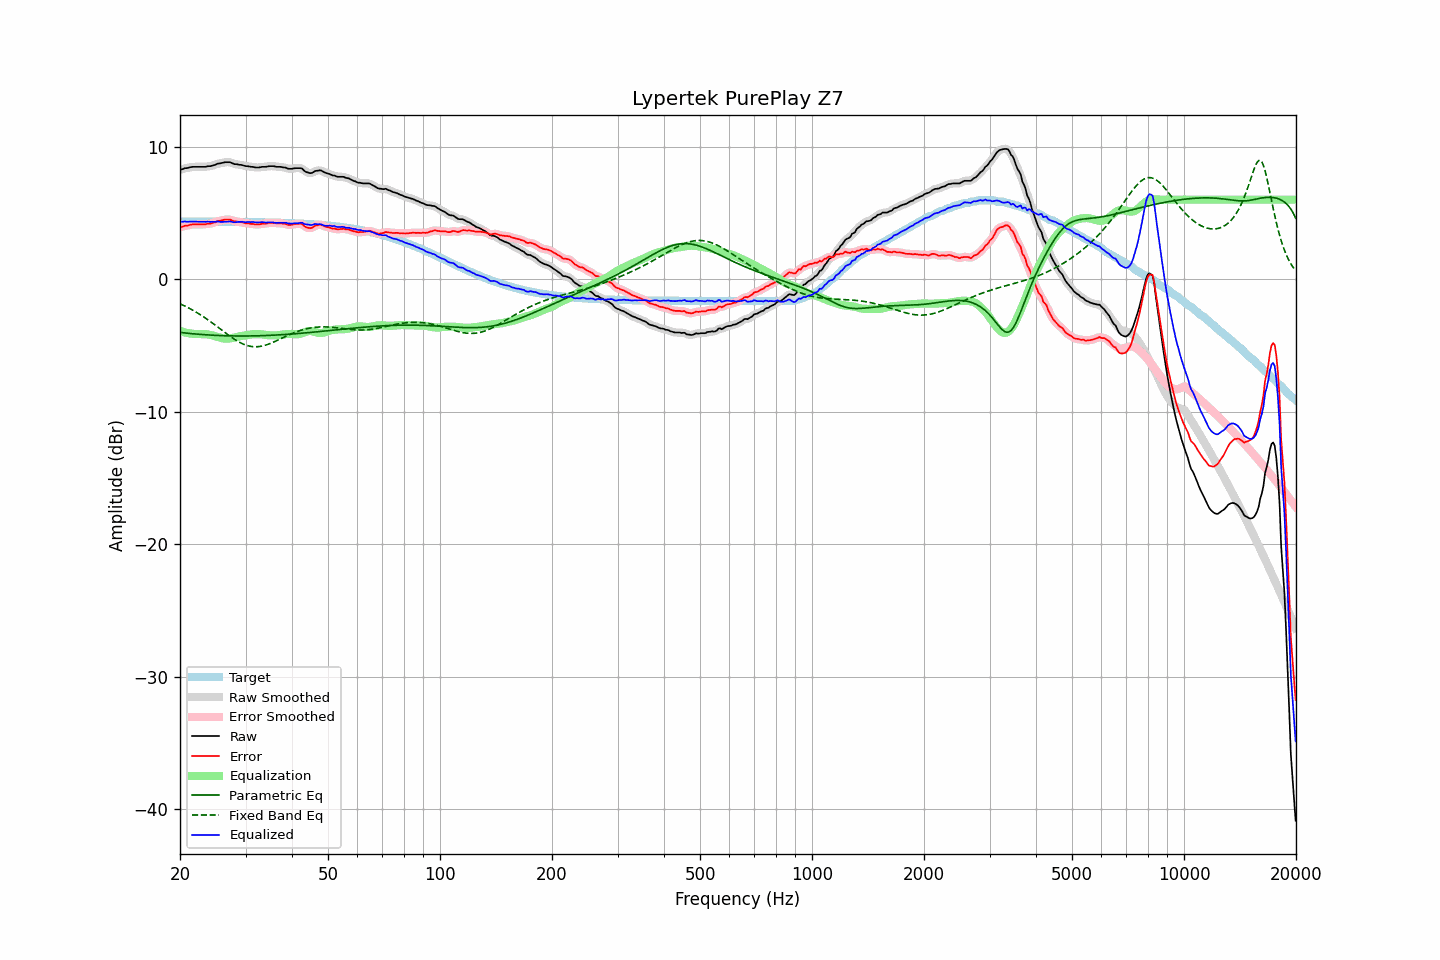 Lypertek PurePlay Z7
10
0
−10
−20
−30
−40
Amplitude (dBr)
Target
Raw Smoothed
Error Smoothed
Raw
Error
Equalization
Parametric Eq
Fixed Band Eq
Equalized
20 50 100 200 500 1000 2000 5000 10000 20000
Frequency (Hz)